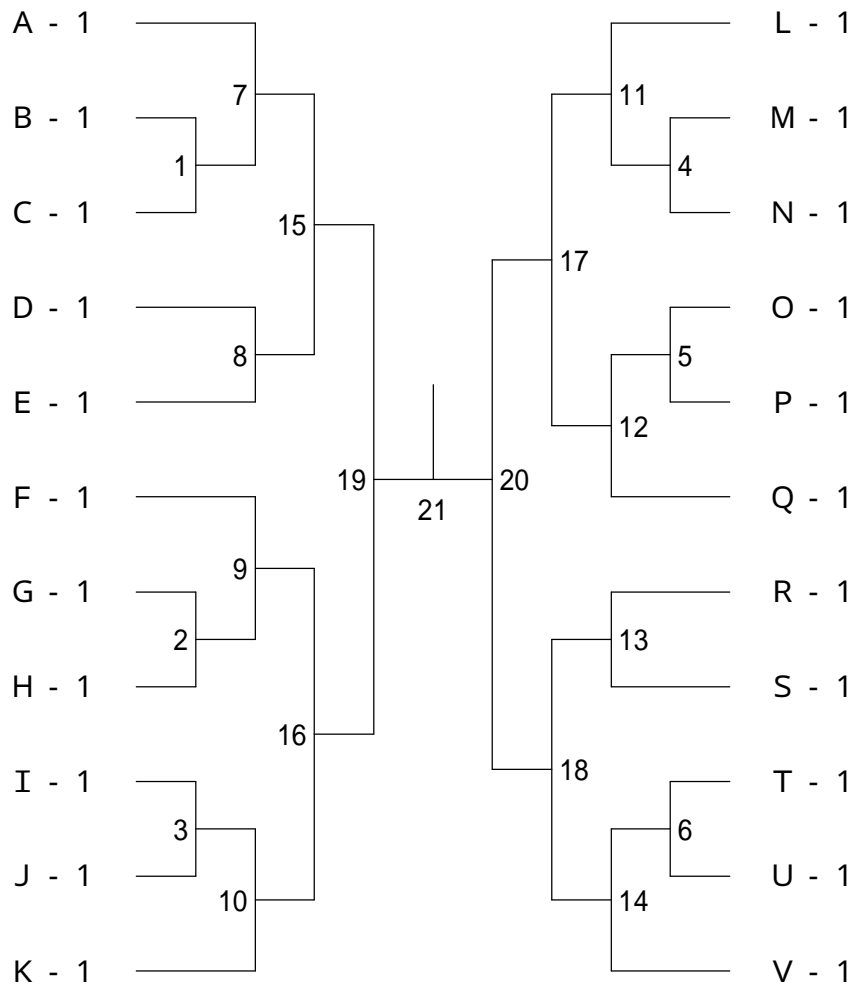 A - 1
L - 1
7
11
B - 1
M - 1
1
4
C - 1
N - 1
15
17
D - 1
O - 1
8
5
E - 1
P - 1
12
19
20
F - 1
Q - 1
21
9
G - 1
R - 1
2
13
H - 1
S - 1
16
18
I - 1
T - 1
3
6
J - 1
U - 1
10
14
K - 1
V - 1